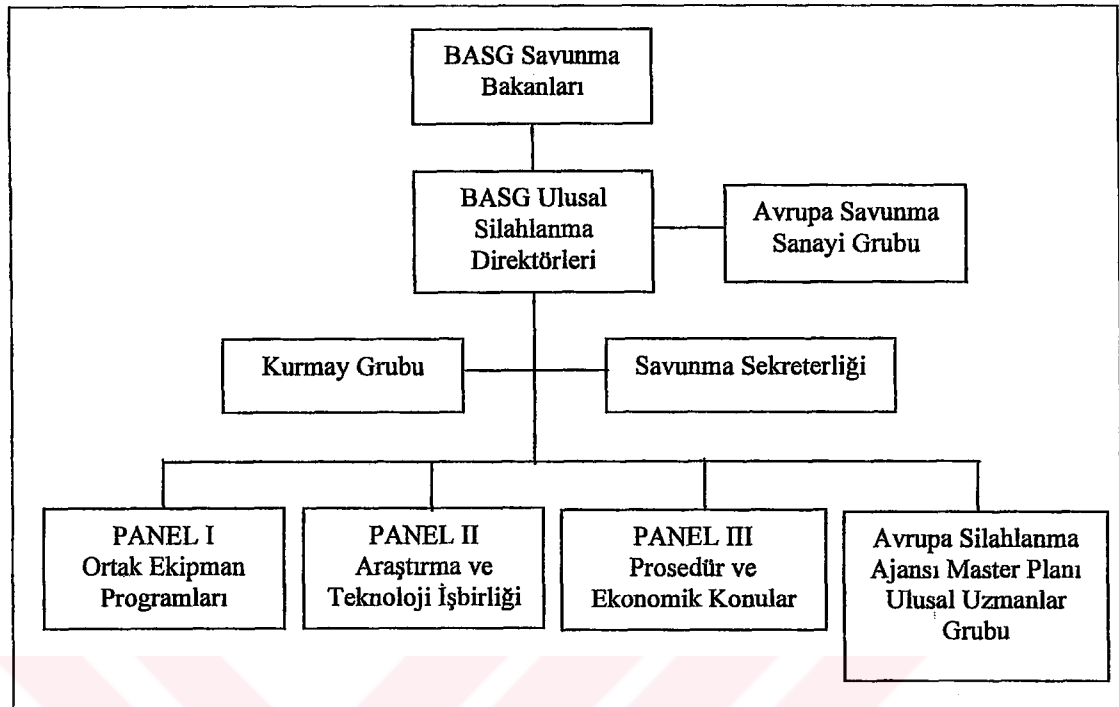 BASG Savunma
Bakanları
BASG Ulusal
Silahlanma
Direktörleri
Avrupa Savunma
Sanayi Grubu
Kurmay Grubu
Savunma Sekreterliği
PANEL I
Ortak Ekipman
Programları
PANEL II
Araştırma ve
Teknoloji İşbirliği
PANEL III
Prosedür ve
Ekonomik Konular
Avrupa Silahlanma
Ajansı Master Planı
Ulusal Uzmanlar
Grubu